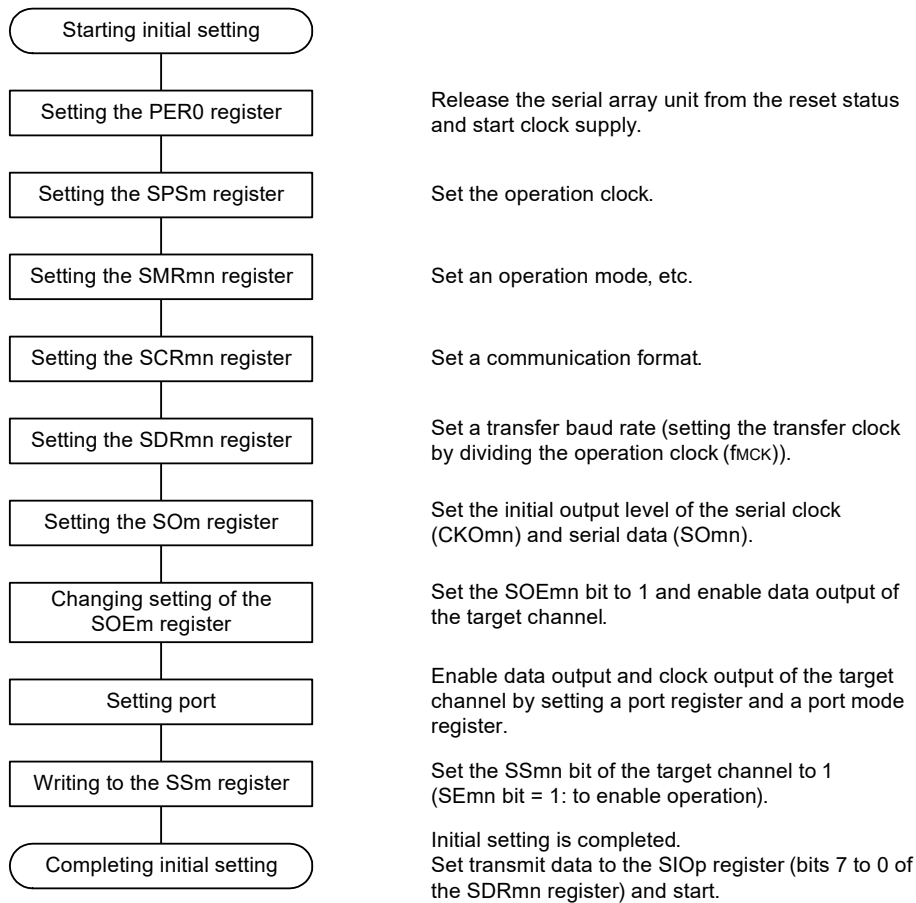 Starting initial setting
Setting the PER0 register
Release the serial array unit from the reset status
and start clock supply.
Setting the SPSm register
Set the operation clock.
Setting the SMRmn register
Set an operation mode, etc.
Setting the SCRmn register
Set a communication format.
Setting the SDRmn register
Set a transfer baud rate (setting the transfer clock
by dividing the operation clock (fMCK)).
Setting the SOm register
Set the initial output level of the serial clock
(CKOmn) and serial data (SOmn).
Changing setting of the
SOEm register
Set the SOEmn bit to 1 and enable data output of
the target channel.
Setting port
Enable data output and clock output of the target
channel by setting a port register and a port mode
register.
Writing to the SSm register
Set the SSmn bit of the target channel to 1
(SEmn bit = 1: to enable operation).
Completing initial setting
Initial setting is completed.
Set transmit data to the SIOp register (bits 7 to 0 of
the SDRmn register) and start.